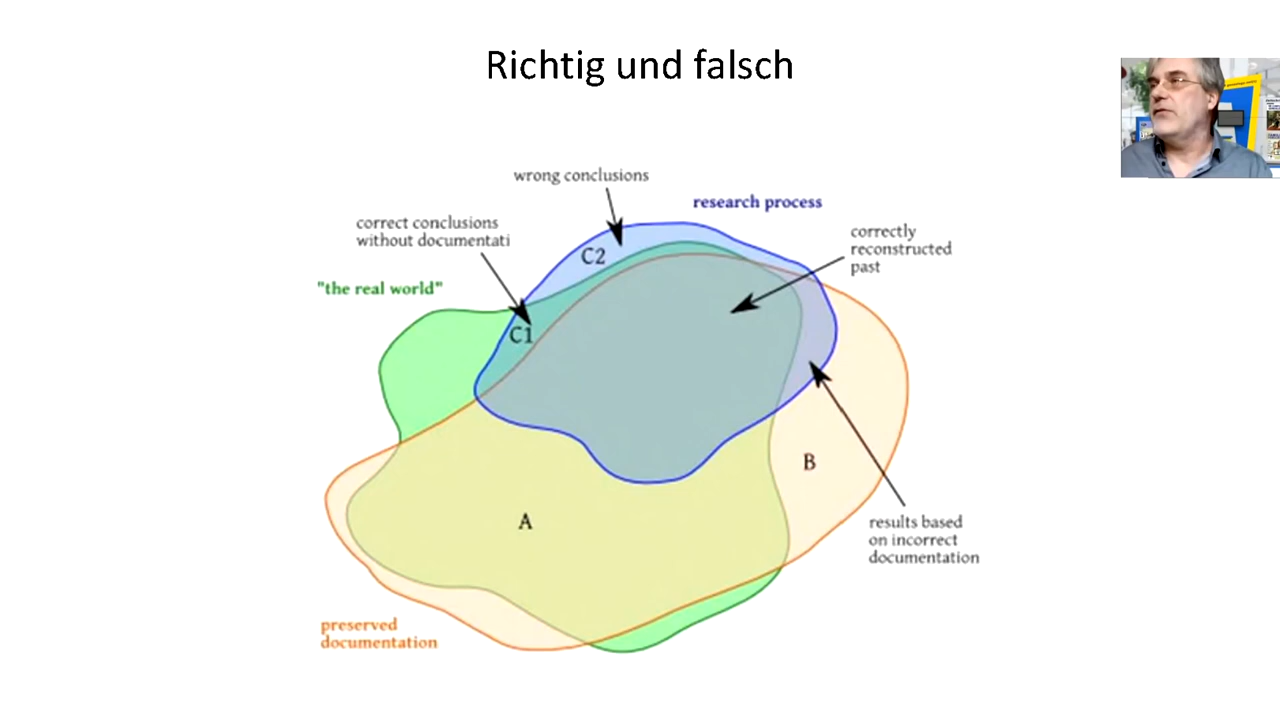 Richtig und falsch
wrong conclusions
research process
correct conclusions
without documentati
correctly
reconstructed
past
C2
"the real world"
C1
B
A
results based
on incorrect
documentation
preserved
documentation